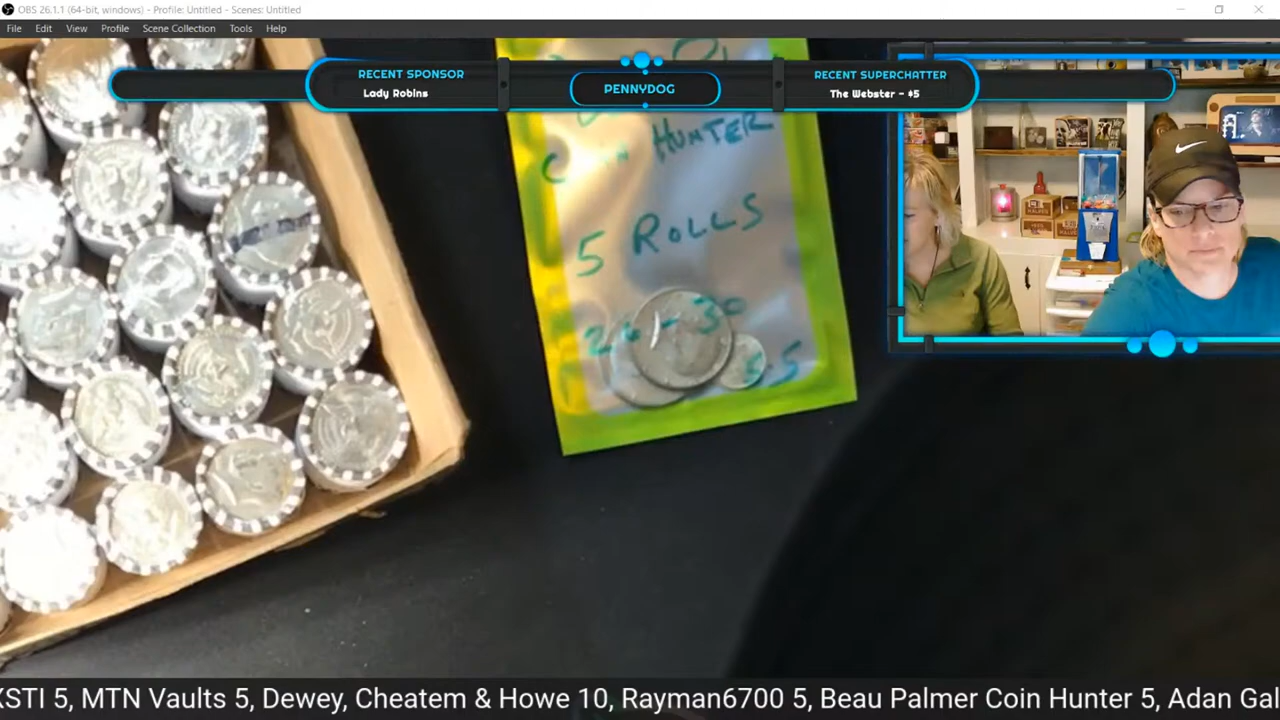 OBS 26.1.1 (64-bit, windows) - Profile: Untitled - Scenes: Untitled
File Edit View Profile Scene Collection Tools Help
RECENT SPONSOR
Lady Robins
PENNYDOG
RECENT SUPERCHATTER
The Webster - $5
HUNTER
5 ROLLS
26-30
5, MTN Vaults 5, Dewey, Cheatem & Howe 10, Rayman6700 5, Beau Palmer Coin Hunter 5, Adan